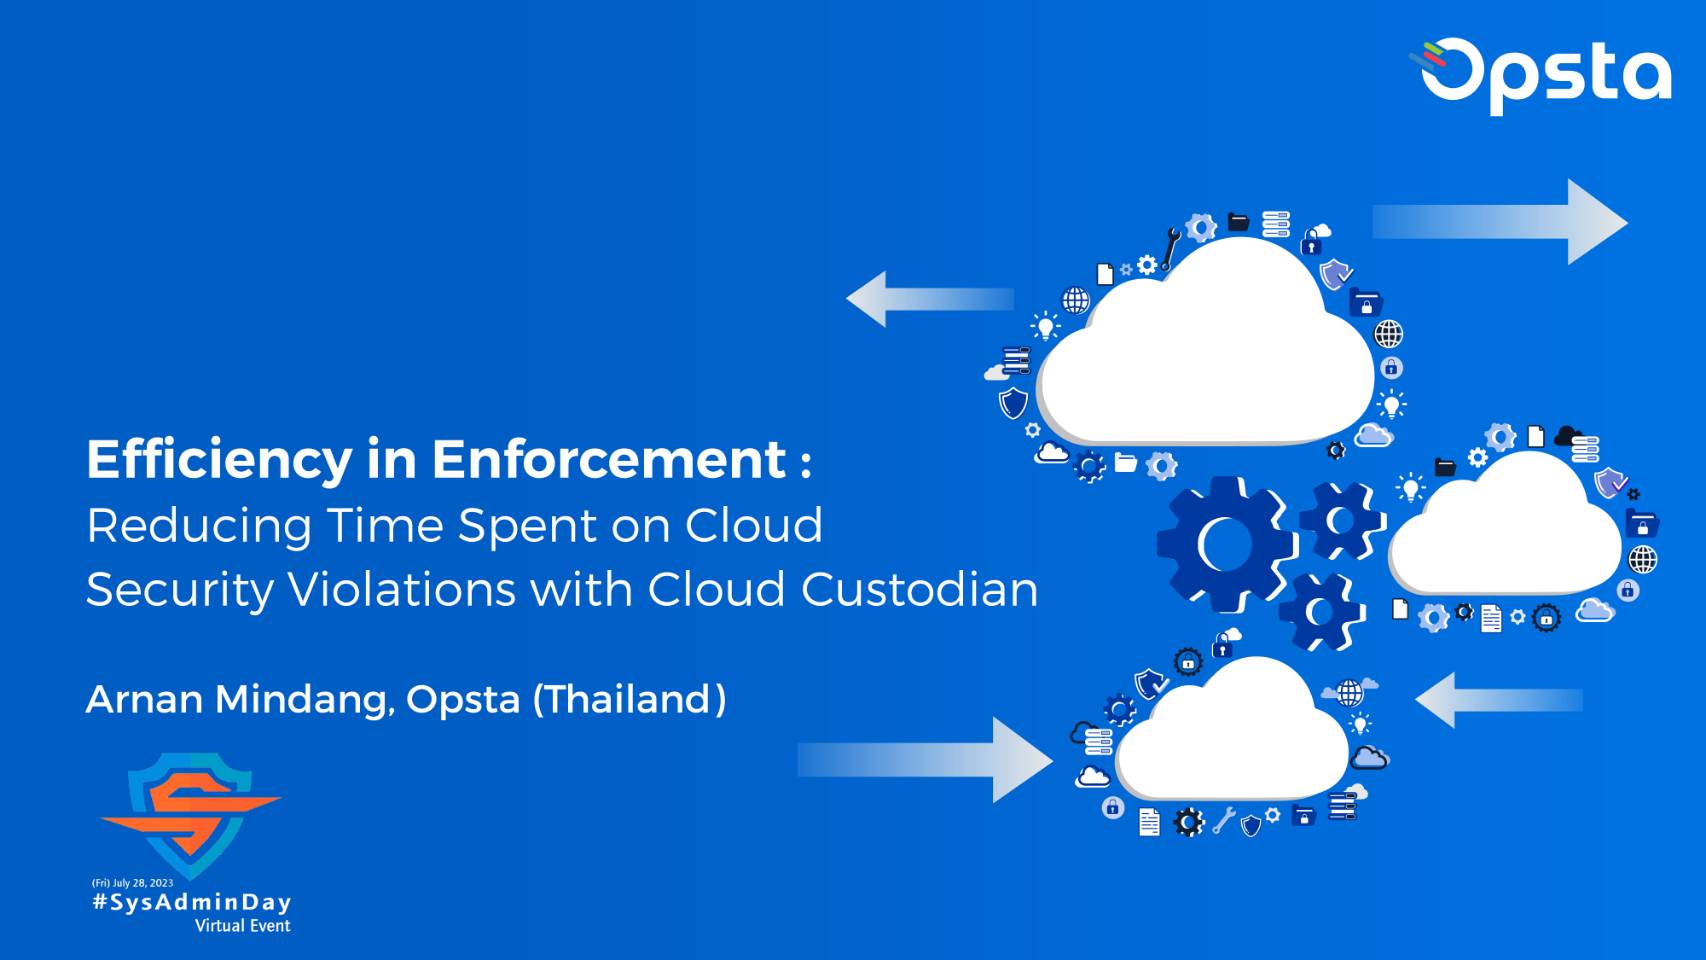 Opsta
Efficiency in Enforcement :
Reducing Time Spent on Cloud
Security Violations with Cloud Custodian
Arnan Mindang, Opsta (Thailand)
(Fri) July 28, 2023
#SysAdminDay
Virtual Event